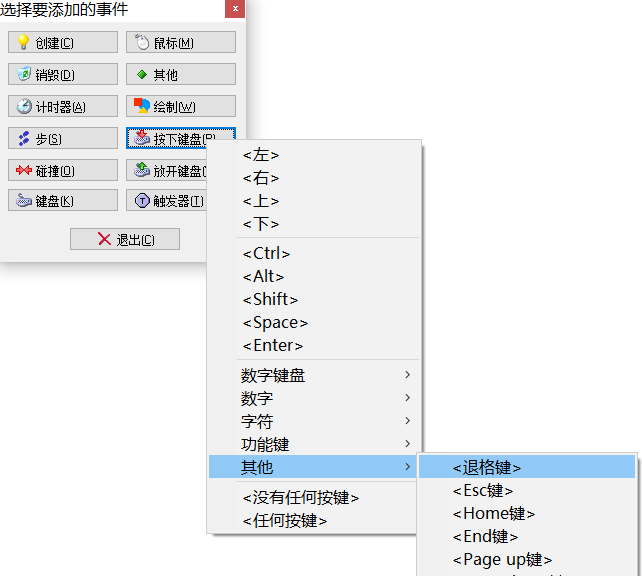 选择要添加的事件
x
创建(C)
鼠标(M)
销毁(D)
其他
计时器(A)
绘制(W)
步(S)
按下键盘(P)
碰撞(O)
放开键盘(
键盘(K)
触发器(T)
退出(C)
<左>
<右>
<上>
<下>
<Ctrl>
<Alt>
<Shift>
<Space>
<Enter>
数字键盘
数字
字符
功能键
其他
<没有任何按键>
<任何按键>
<退格键>
<Esc键>
<Home键>
<End键>
<Page up键>